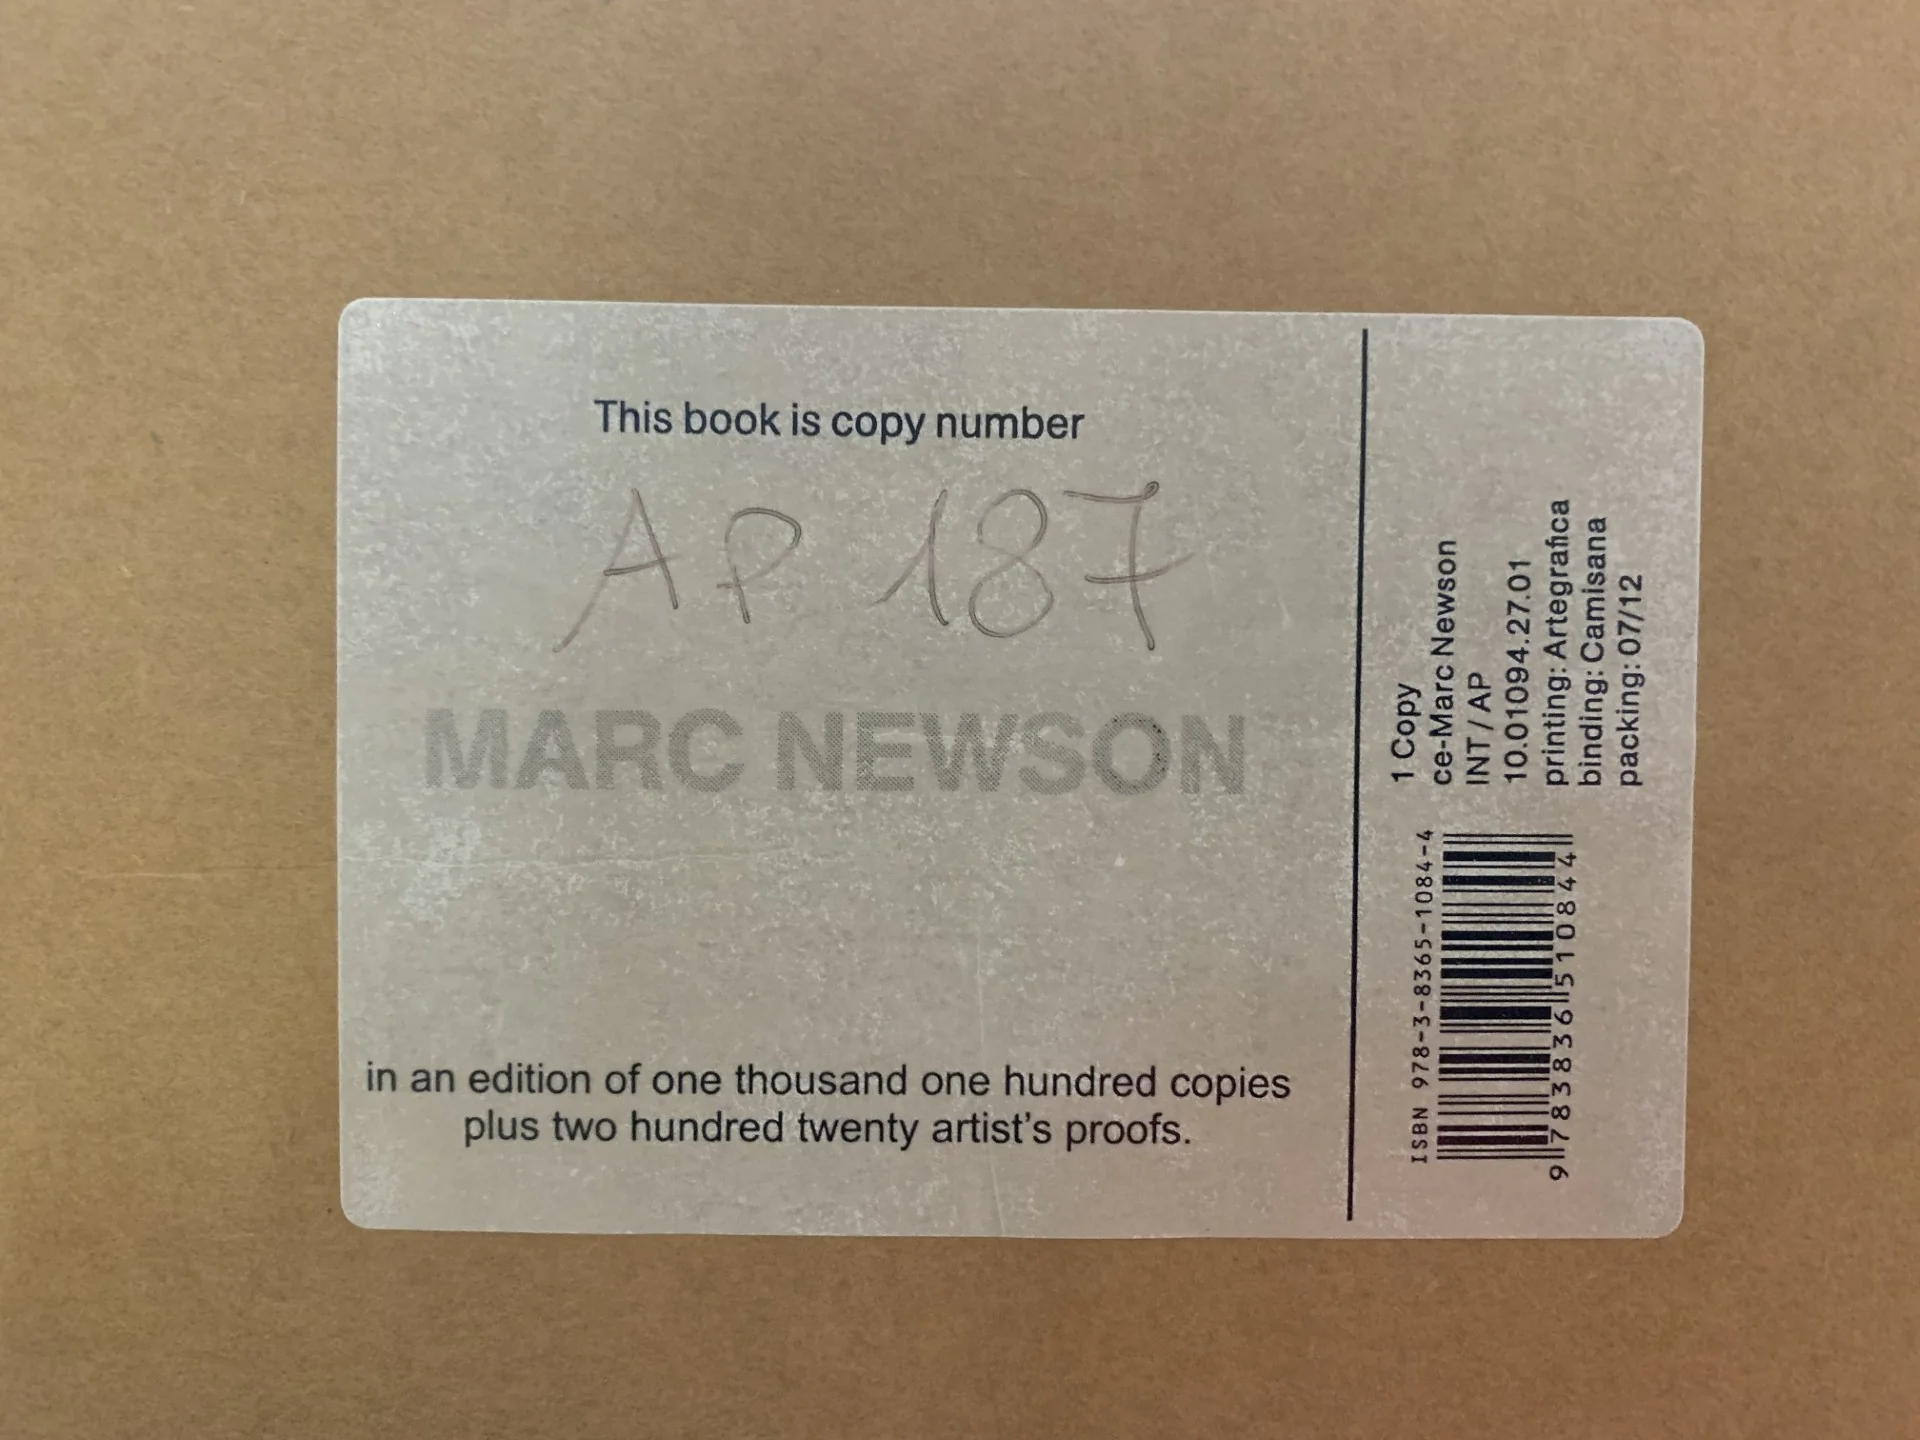 This book is copy number
AP 187
MARC NEWSON
in an edition of one thousand one hundred copies
plus two hundred twenty artist's proofs.
1 Copy
ce-Marc Newson
INT / AP
10.01094.27.01
printing: Artegrafica
binding: Camisana
packing: 07/12
ISBN 978-3-8365-1084-4
9 783836 510844